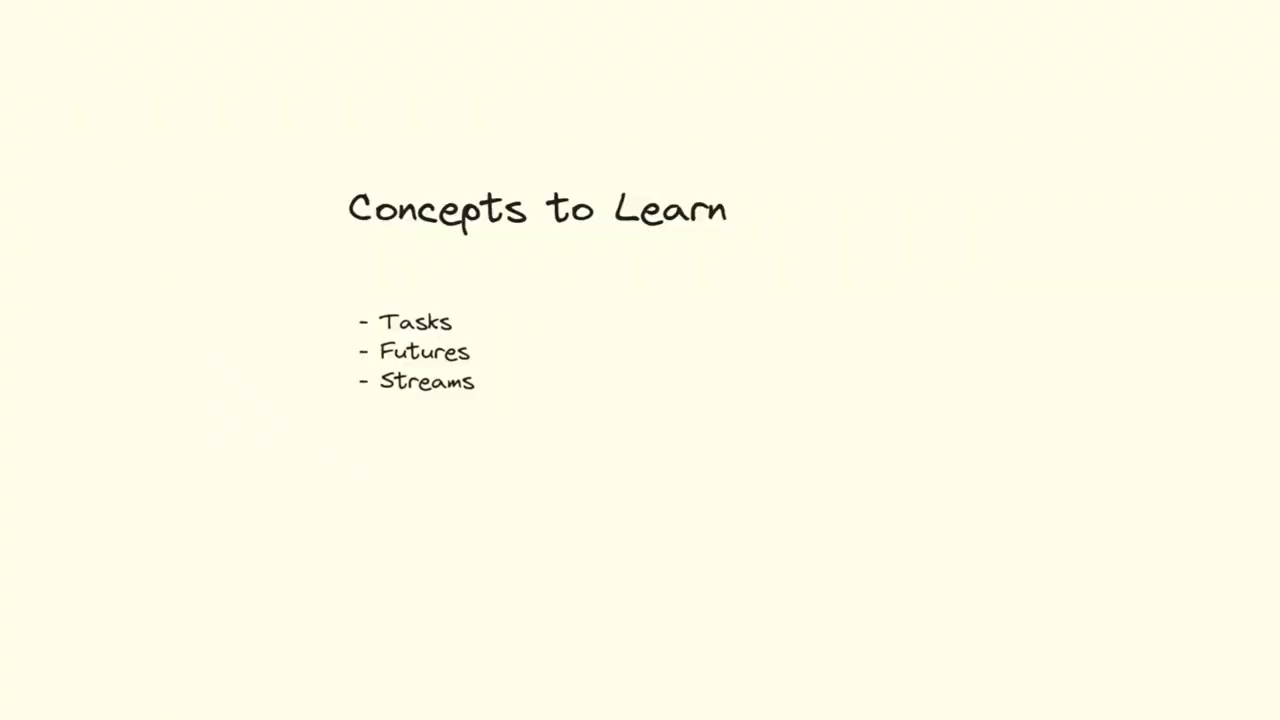 Concepts to Learn
- Tasks
- Futures
- Streams